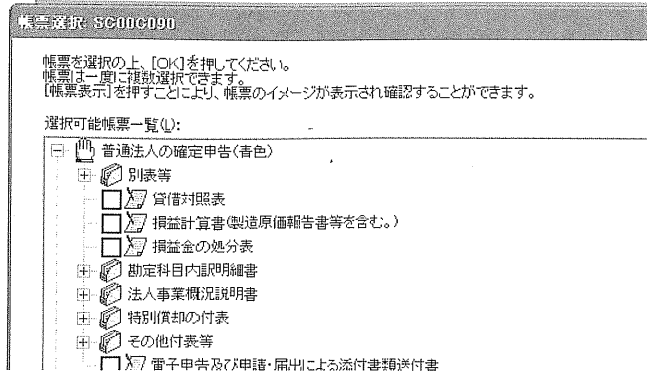 帳票選択: SC00C090
帳票を選択の上、[OK]を押してください。
帳票は一度に複数選択できます。
[帳票表示]を押すことにより、帳票のイメージが表示され確認することができます。
選択可能帳票一覧(L):
普通法人の確定申告(青色)
別表等
貸借対照表
損益計算書(製造原価報告書等を含む。)
損益金の処分表
勘定科目内訳明細書
法人事業概況説明書
特別償却の付表
その他付表等
電子申告及び申請・届出による添付書類送付書